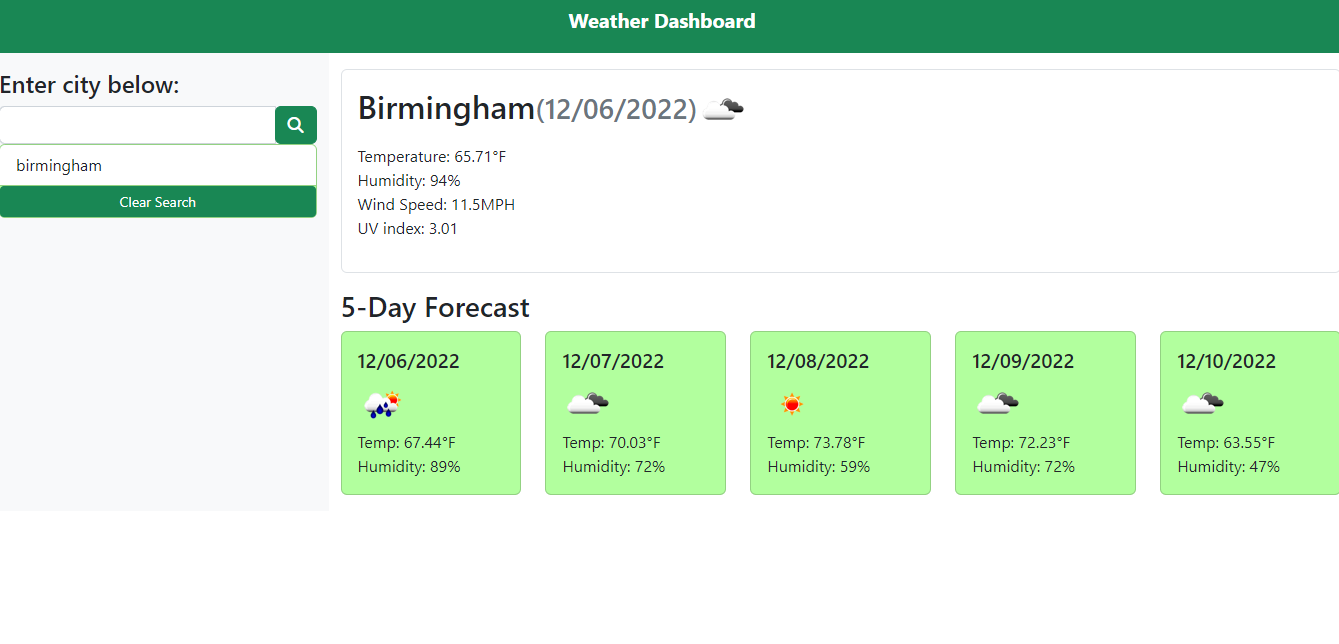 Weather Dashboard
Enter city below:
birmingham
Clear Search
Birmingham(12/06/2022)
Temperature: 65.71°F
Humidity: 94%
Wind Speed: 11.5MPH
UV index: 3.01
5-Day Forecast
12/06/2022
Temp: 67.44°F
Humidity: 89%
12/07/2022
Temp: 70.03°F
Humidity: 72%
12/08/2022
Temp: 73.78°F
Humidity: 59%
12/09/2022
Temp: 72.23°F
Humidity: 72%
12/10/2022
Temp: 63.55°F
Humidity: 47%